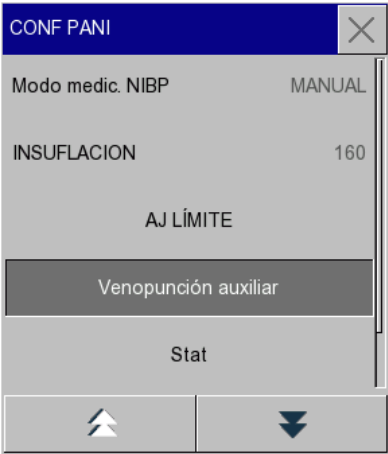 CONF PANI
Modo medic. NIBP MANUAL
INSUFLACION 160
AJ LÍMITE
Venopunción auxiliar
Stat